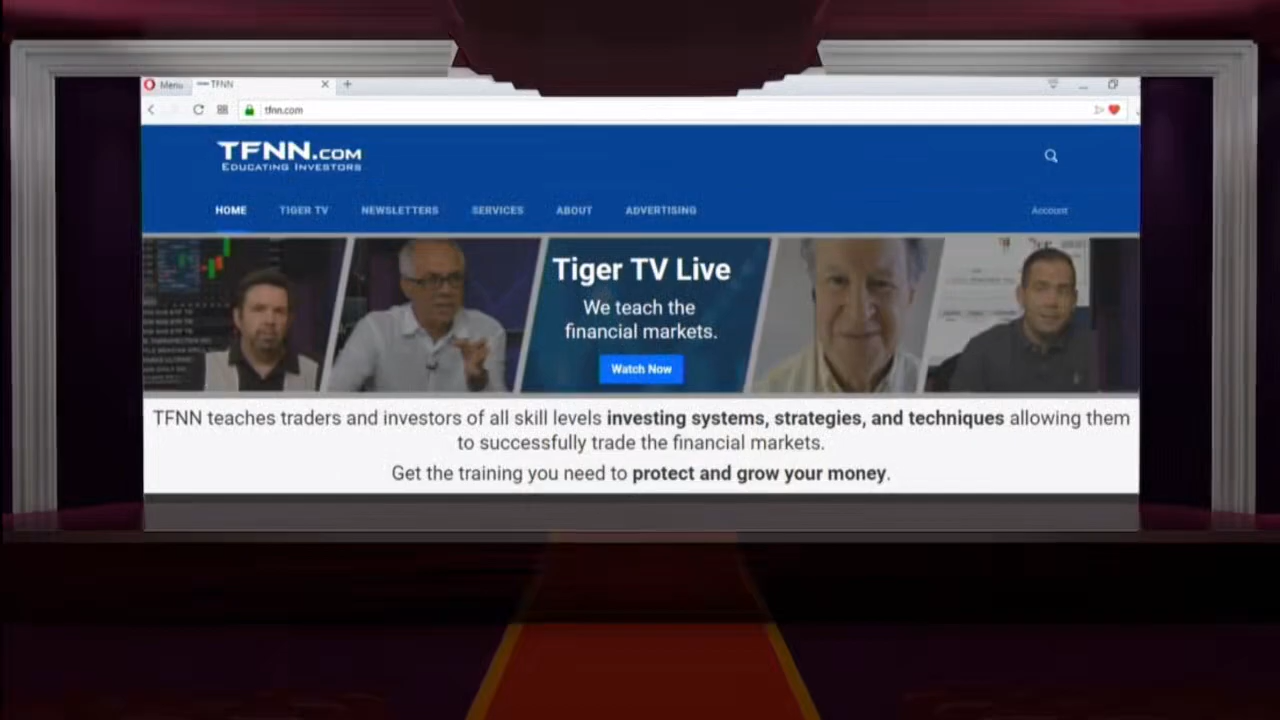 Menu
TFNN
tfnn.com
TFNN.COM
EDUCATING INVESTORS
HOME TIGER TV NEWSLETTERS SERVICES ABOUT ADVERTISING Account
Tiger TV Live
We teach the
financial markets.
Watch Now
TFNN teaches traders and investors of all skill levels investing systems, strategies, and techniques allowing them
to successfully trade the financial markets.
Get the training you need to protect and grow your money.